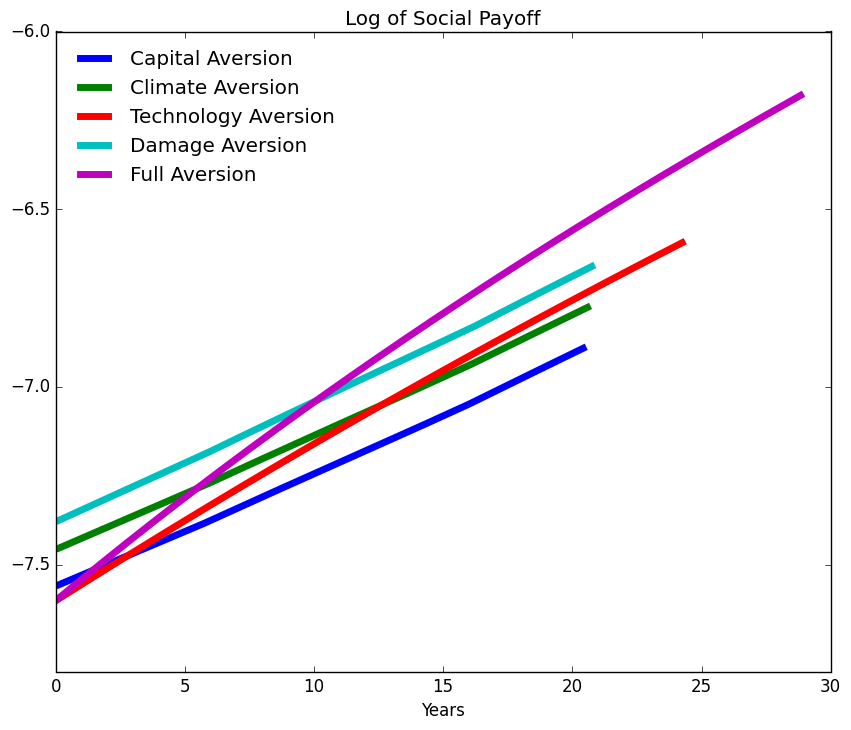 Log of Social Payoff
−6.0
−6.5
−7.0
−7.5
Capital Aversion
Climate Aversion
Technology Aversion
Damage Aversion
Full Aversion
0 5 10 15 20 25 30
Years